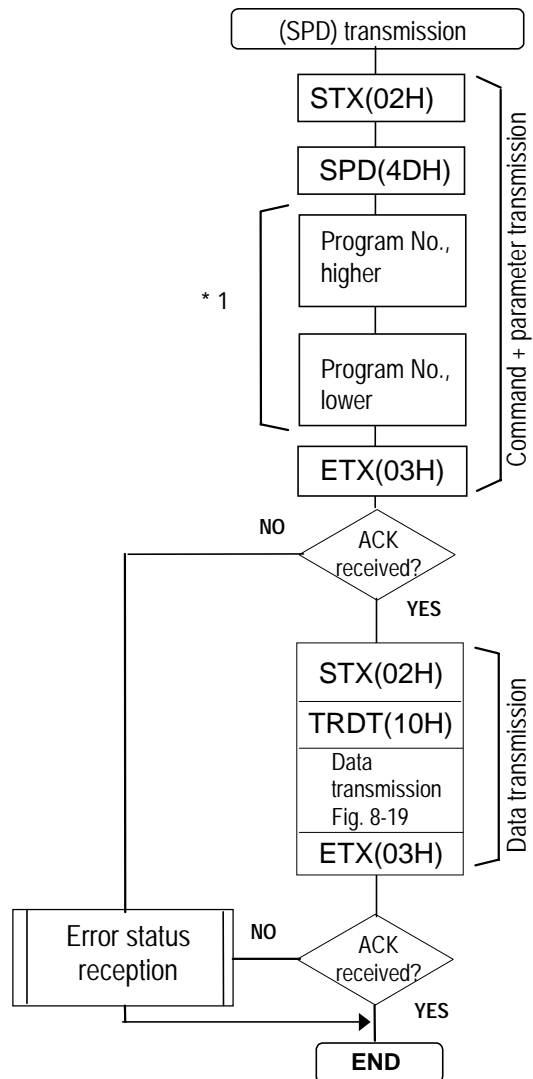 (SPD) transmission
STX(02H)
SPD(4DH)
Program No.,
higher
* 1
Program No.,
lower
ETX(03H)
Command + parameter transmission
NO
ACK
received?
YES
STX(02H)
TRDT(10H)
Data
transmission
Fig. 8-19
ETX(03H)
Data transmission
Error status
reception
NO
ACK
received?
YES
END